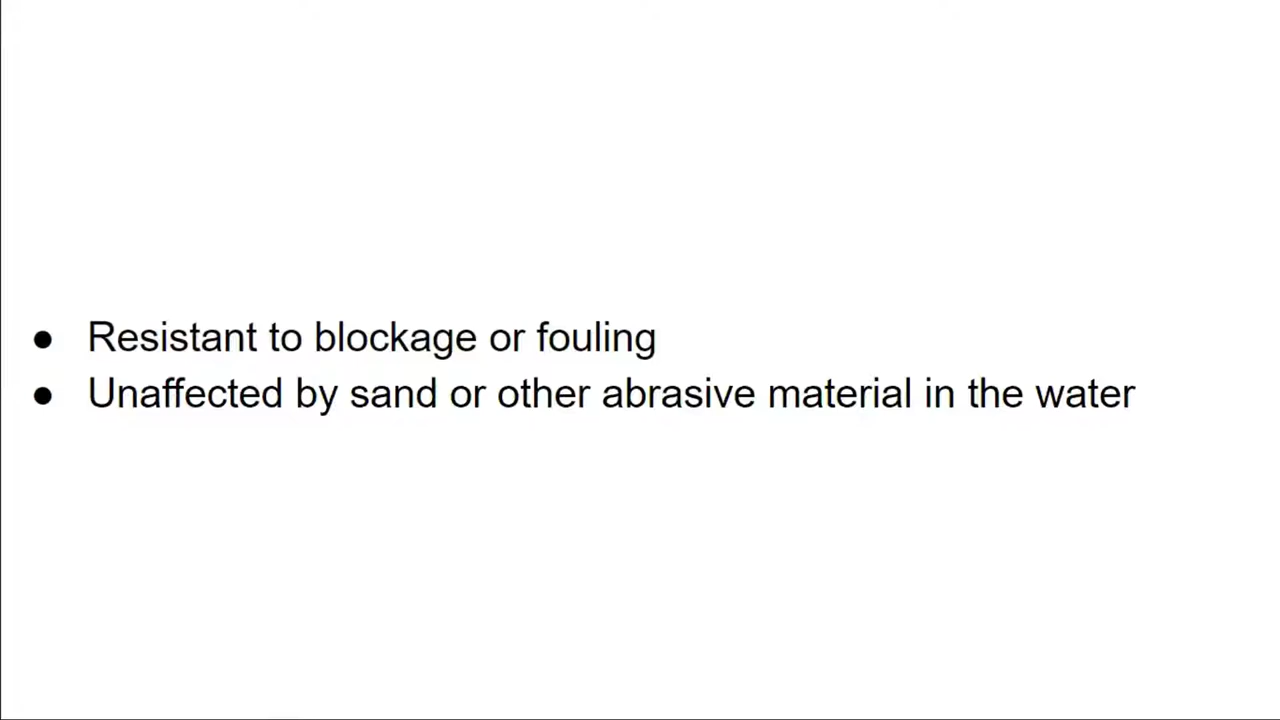 ● Resistant to blockage or fouling
● Unaffected by sand or other abrasive material in the water